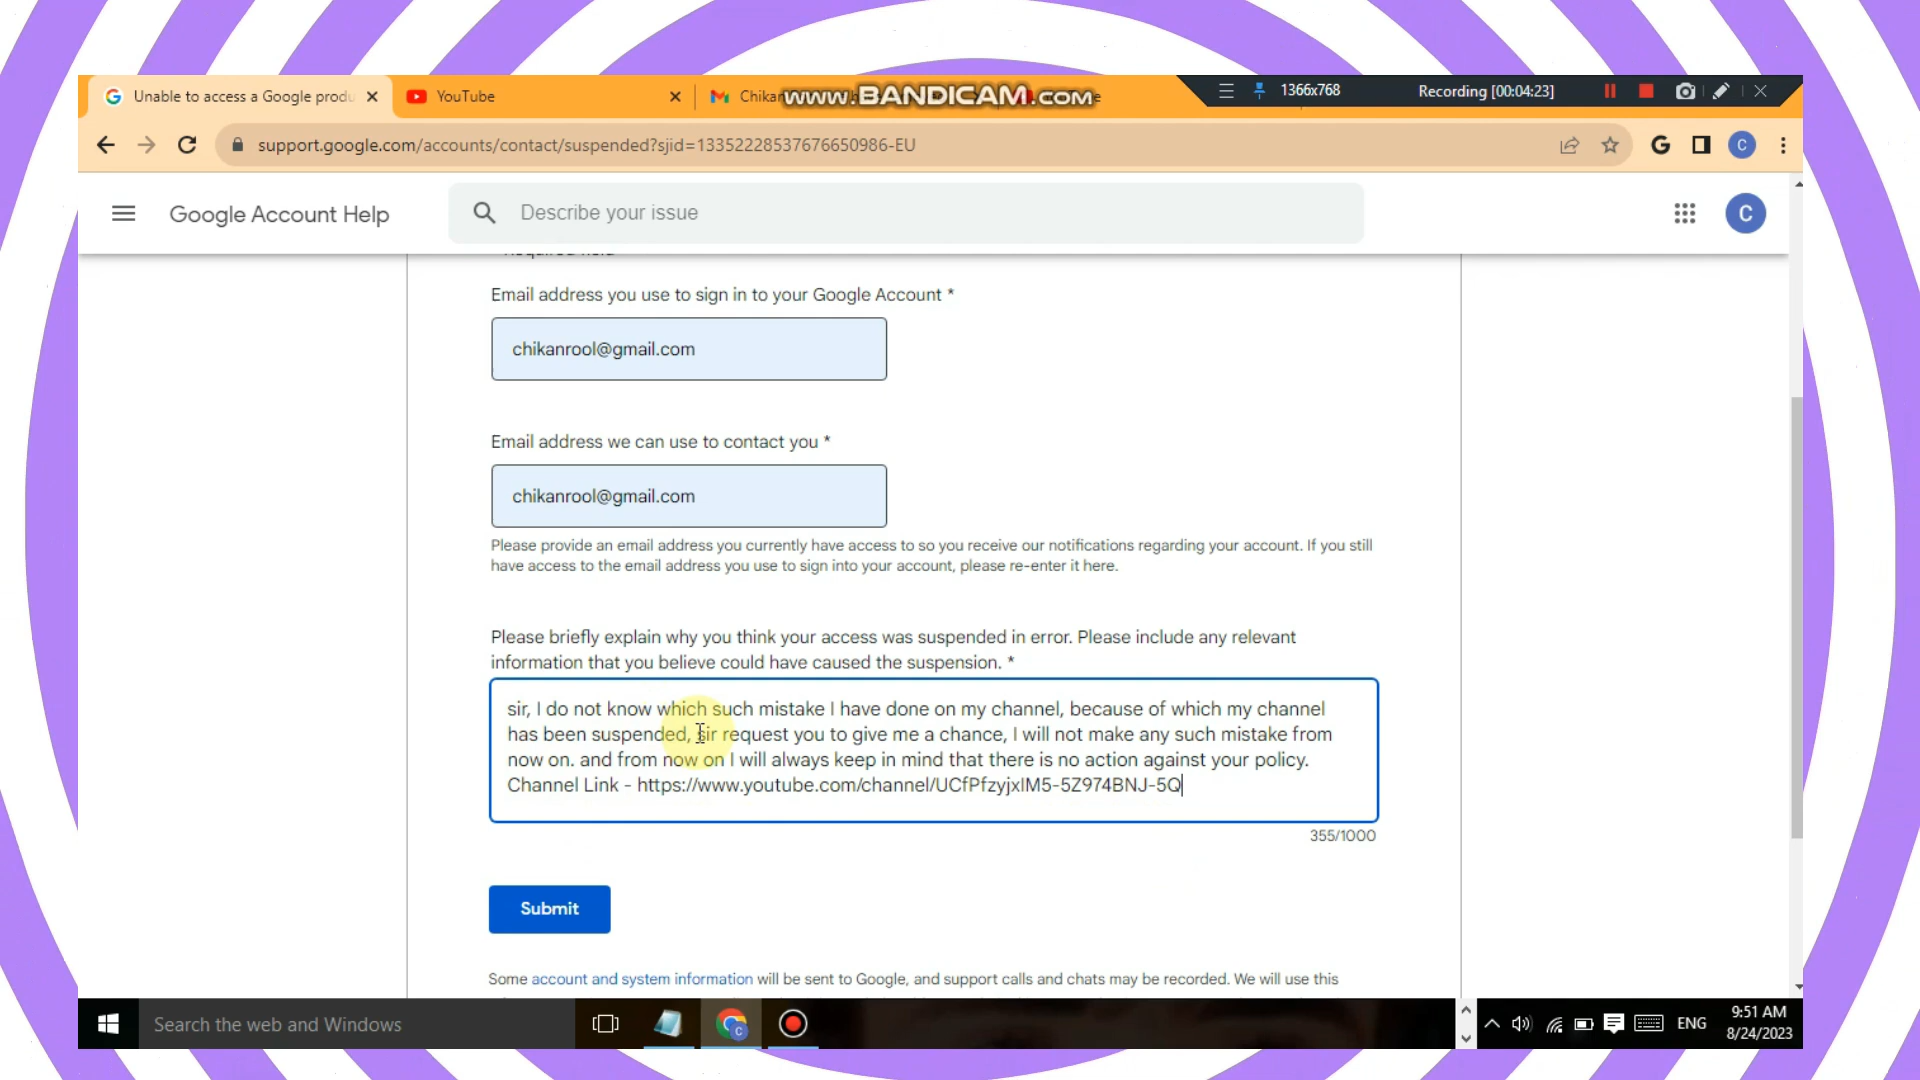 Unable to access a Google produ
YouTube
Chikan
www.BANDICAM.com
1366x768
Recording [00:04:23]
support.google.com/accounts/contact/suspended?sjid=13352228537676650986-EU
C
Google Account Help
Describe your issue
C
Required field
Email address you use to sign in to your Google Account *
chikanrool@gmail.com
Email address we can use to contact you *
chikanrool@gmail.com
Please provide an email address you currently have access to so you receive our notifications regarding your account. If you still
have access to the email address you use to sign into your account, please re-enter it here.
Please briefly explain why you think your access was suspended in error. Please include any relevant
information that you believe could have caused the suspension. *
sir, I do not know which such mistake I have done on my channel, because of which my channel
has been suspended, sir request you to give me a chance, I will not make any such mistake from
now on. and from now on I will always keep in mind that there is no action against your policy.
Channel Link - https://www.youtube.com/channel/UCfPfzyjxIM5-5Z974BNJ-5Q
355/1000
Submit
Some account and system information will be sent to Google, and support calls and chats may be recorded. We will use this
Search the web and Windows
ENG
9:51 AM
8/24/2023